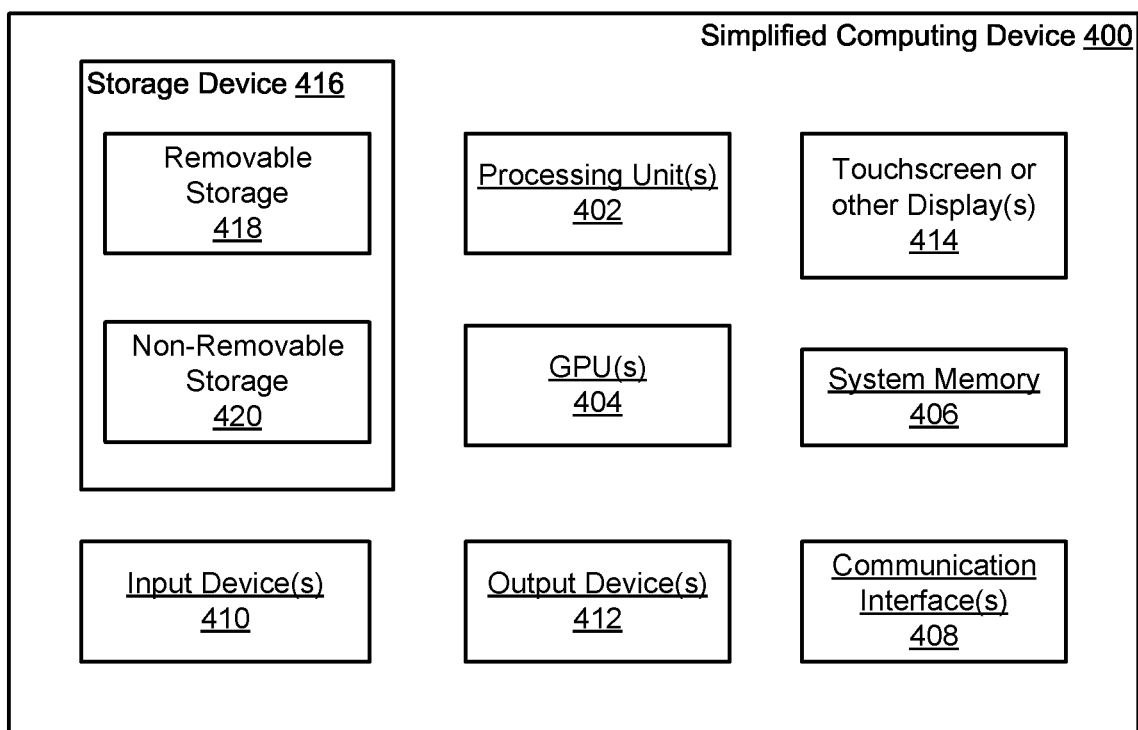 Simplified Computing Device 400
Storage Device 416
Removable
Storage
418
Non-Removable
Storage
420
Processing Unit(s)
402
Touchscreen or
other Display(s)
414
GPU(s)
404
System Memory
406
Input Device(s)
410
Output Device(s)
412
Communication
Interface(s)
408